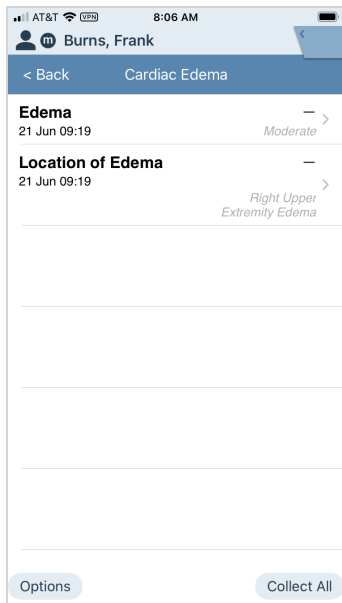 AT&T VPN 8:06 AM
m Burns, Frank
<
< Back Cardiac Edema
Edema —
21 Jun 09:19 Moderate >
Location of Edema —
21 Jun 09:19 >
Right Upper
Extremity Edema
Options Collect All